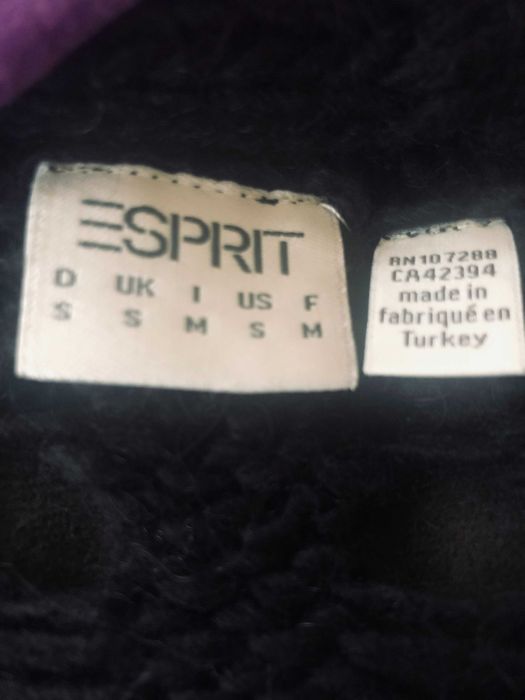 ESPRIT
D UK I US F
S S M S M
RN107288
CA42394
made in
fabriqué en
Turkey